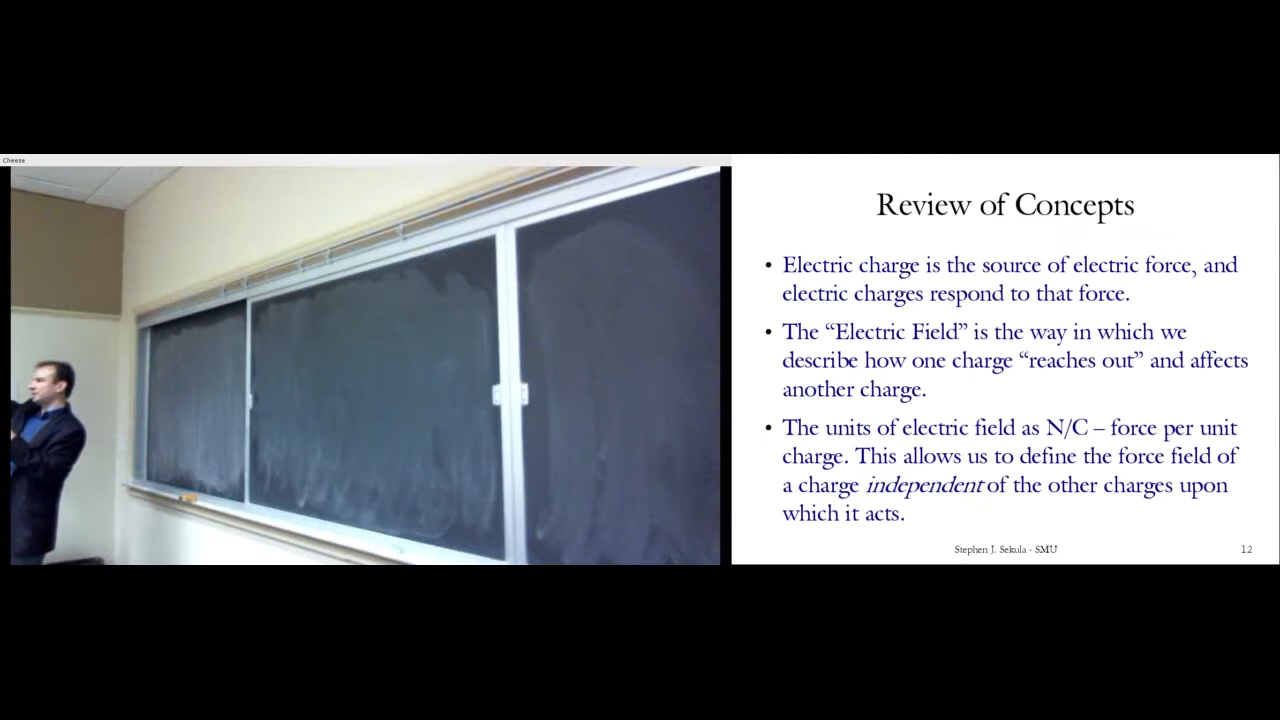 Cheese
Review of Concepts
• Electric charge is the source of electric force, and
electric charges respond to that force.
• The “Electric Field” is the way in which we
describe how one charge “reaches out” and affects
another charge.
• The units of electric field as N/C – force per unit
charge. This allows us to define the force field of
a charge independent of the other charges upon
which it acts.
Stephen J. Sekula - SMU
12